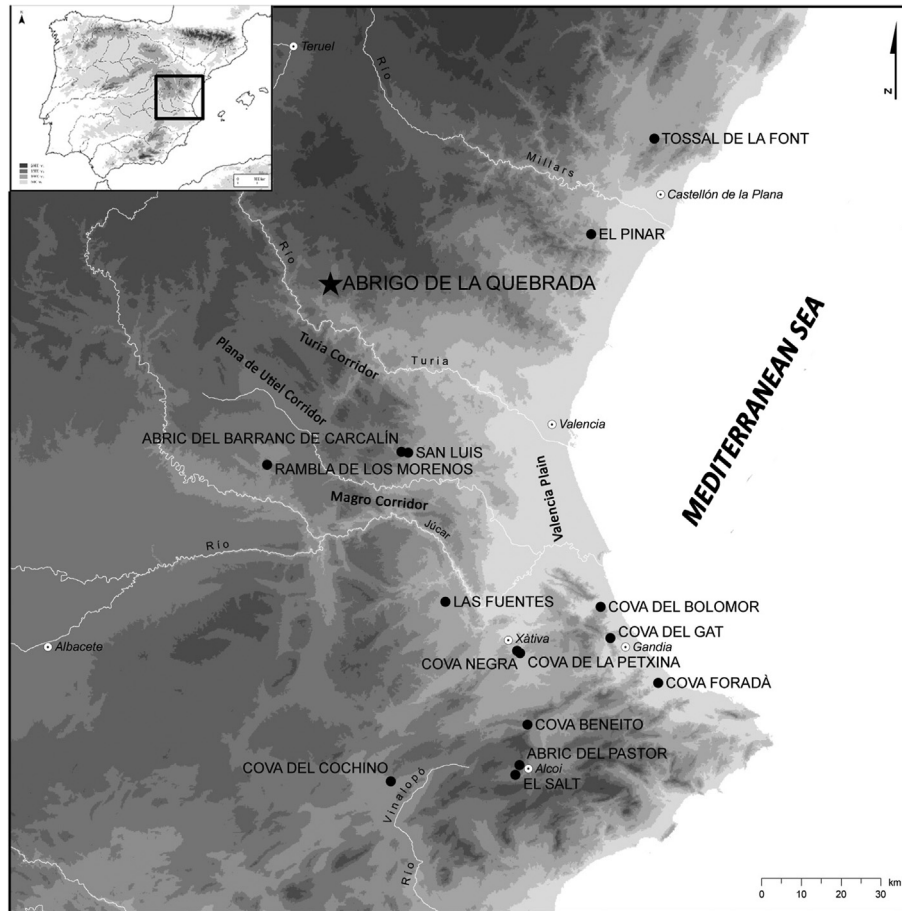 N
Teruel
Río
Millars
TOSSAL DE LA FONT
Castellón de la Plana
EL PINAR
Río
ABRIGO DE LA QUEBRADA
MEDITERRANEAN SEA
Turia Corridor
Turia
Plana de Utiel Corridor
Valencia
ABRIC DEL BARRANC DE CARCALÍN
SAN LUIS
RAMBLA DE LOS MORENOS
Valencia Plain
Magro Corridor
Júcar
Río
LAS FUENTES
COVA DEL BOLOMOR
Xàtiva
COVA DEL GAT
Albacete
Gandia
COVA NEGRA
COVA DE LA PETXINA
COVA FORADÀ
COVA BENEITO
ABRIC DEL PASTOR
COVA DEL COCHINO
Alcoi
EL SALT
Vinalopó
Río
0 10 20 30 km